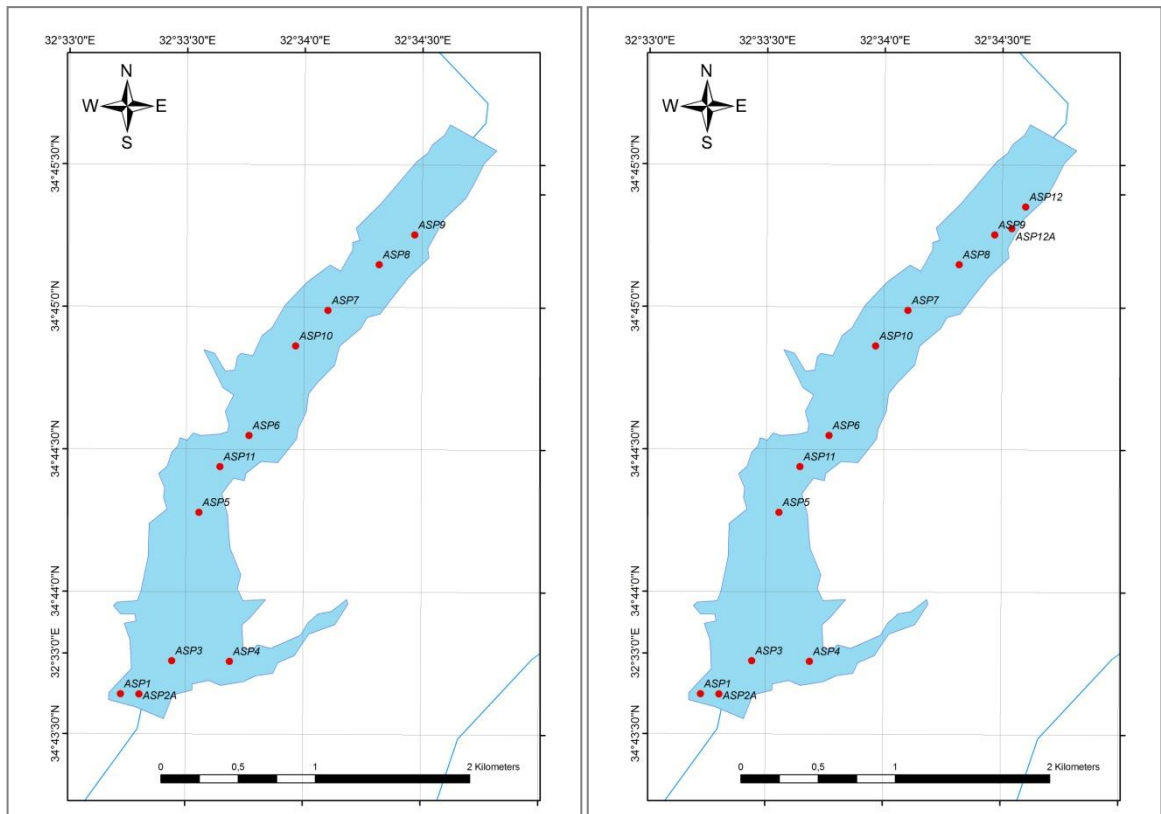 32°33'0"E 32°33'30"E 32°34'0"E 32°34'30"E
N
W E
S
34°45'30"N
ASP9
ASP8
34°45'0"N
ASP7
ASP10
ASP6
34°44'30"N
ASP11
ASP5
34°44'0"N
32°33'0"E
ASP3 ASP4
ASP1
ASP2A
34°43'30"N
0 0,5 1 2 Kilometers
32°33'0"E 32°33'30"E 32°34'0"E 32°34'30"E
N
W E
S
34°45'30"N
ASP12
ASP9
ASP12A
ASP8
34°45'0"N
ASP7
ASP10
ASP6
34°44'30"N
ASP11
ASP5
34°44'0"N
32°33'0"E
ASP3 ASP4
ASP1
ASP2A
34°43'30"N
0 0,5 1 2 Kilometers